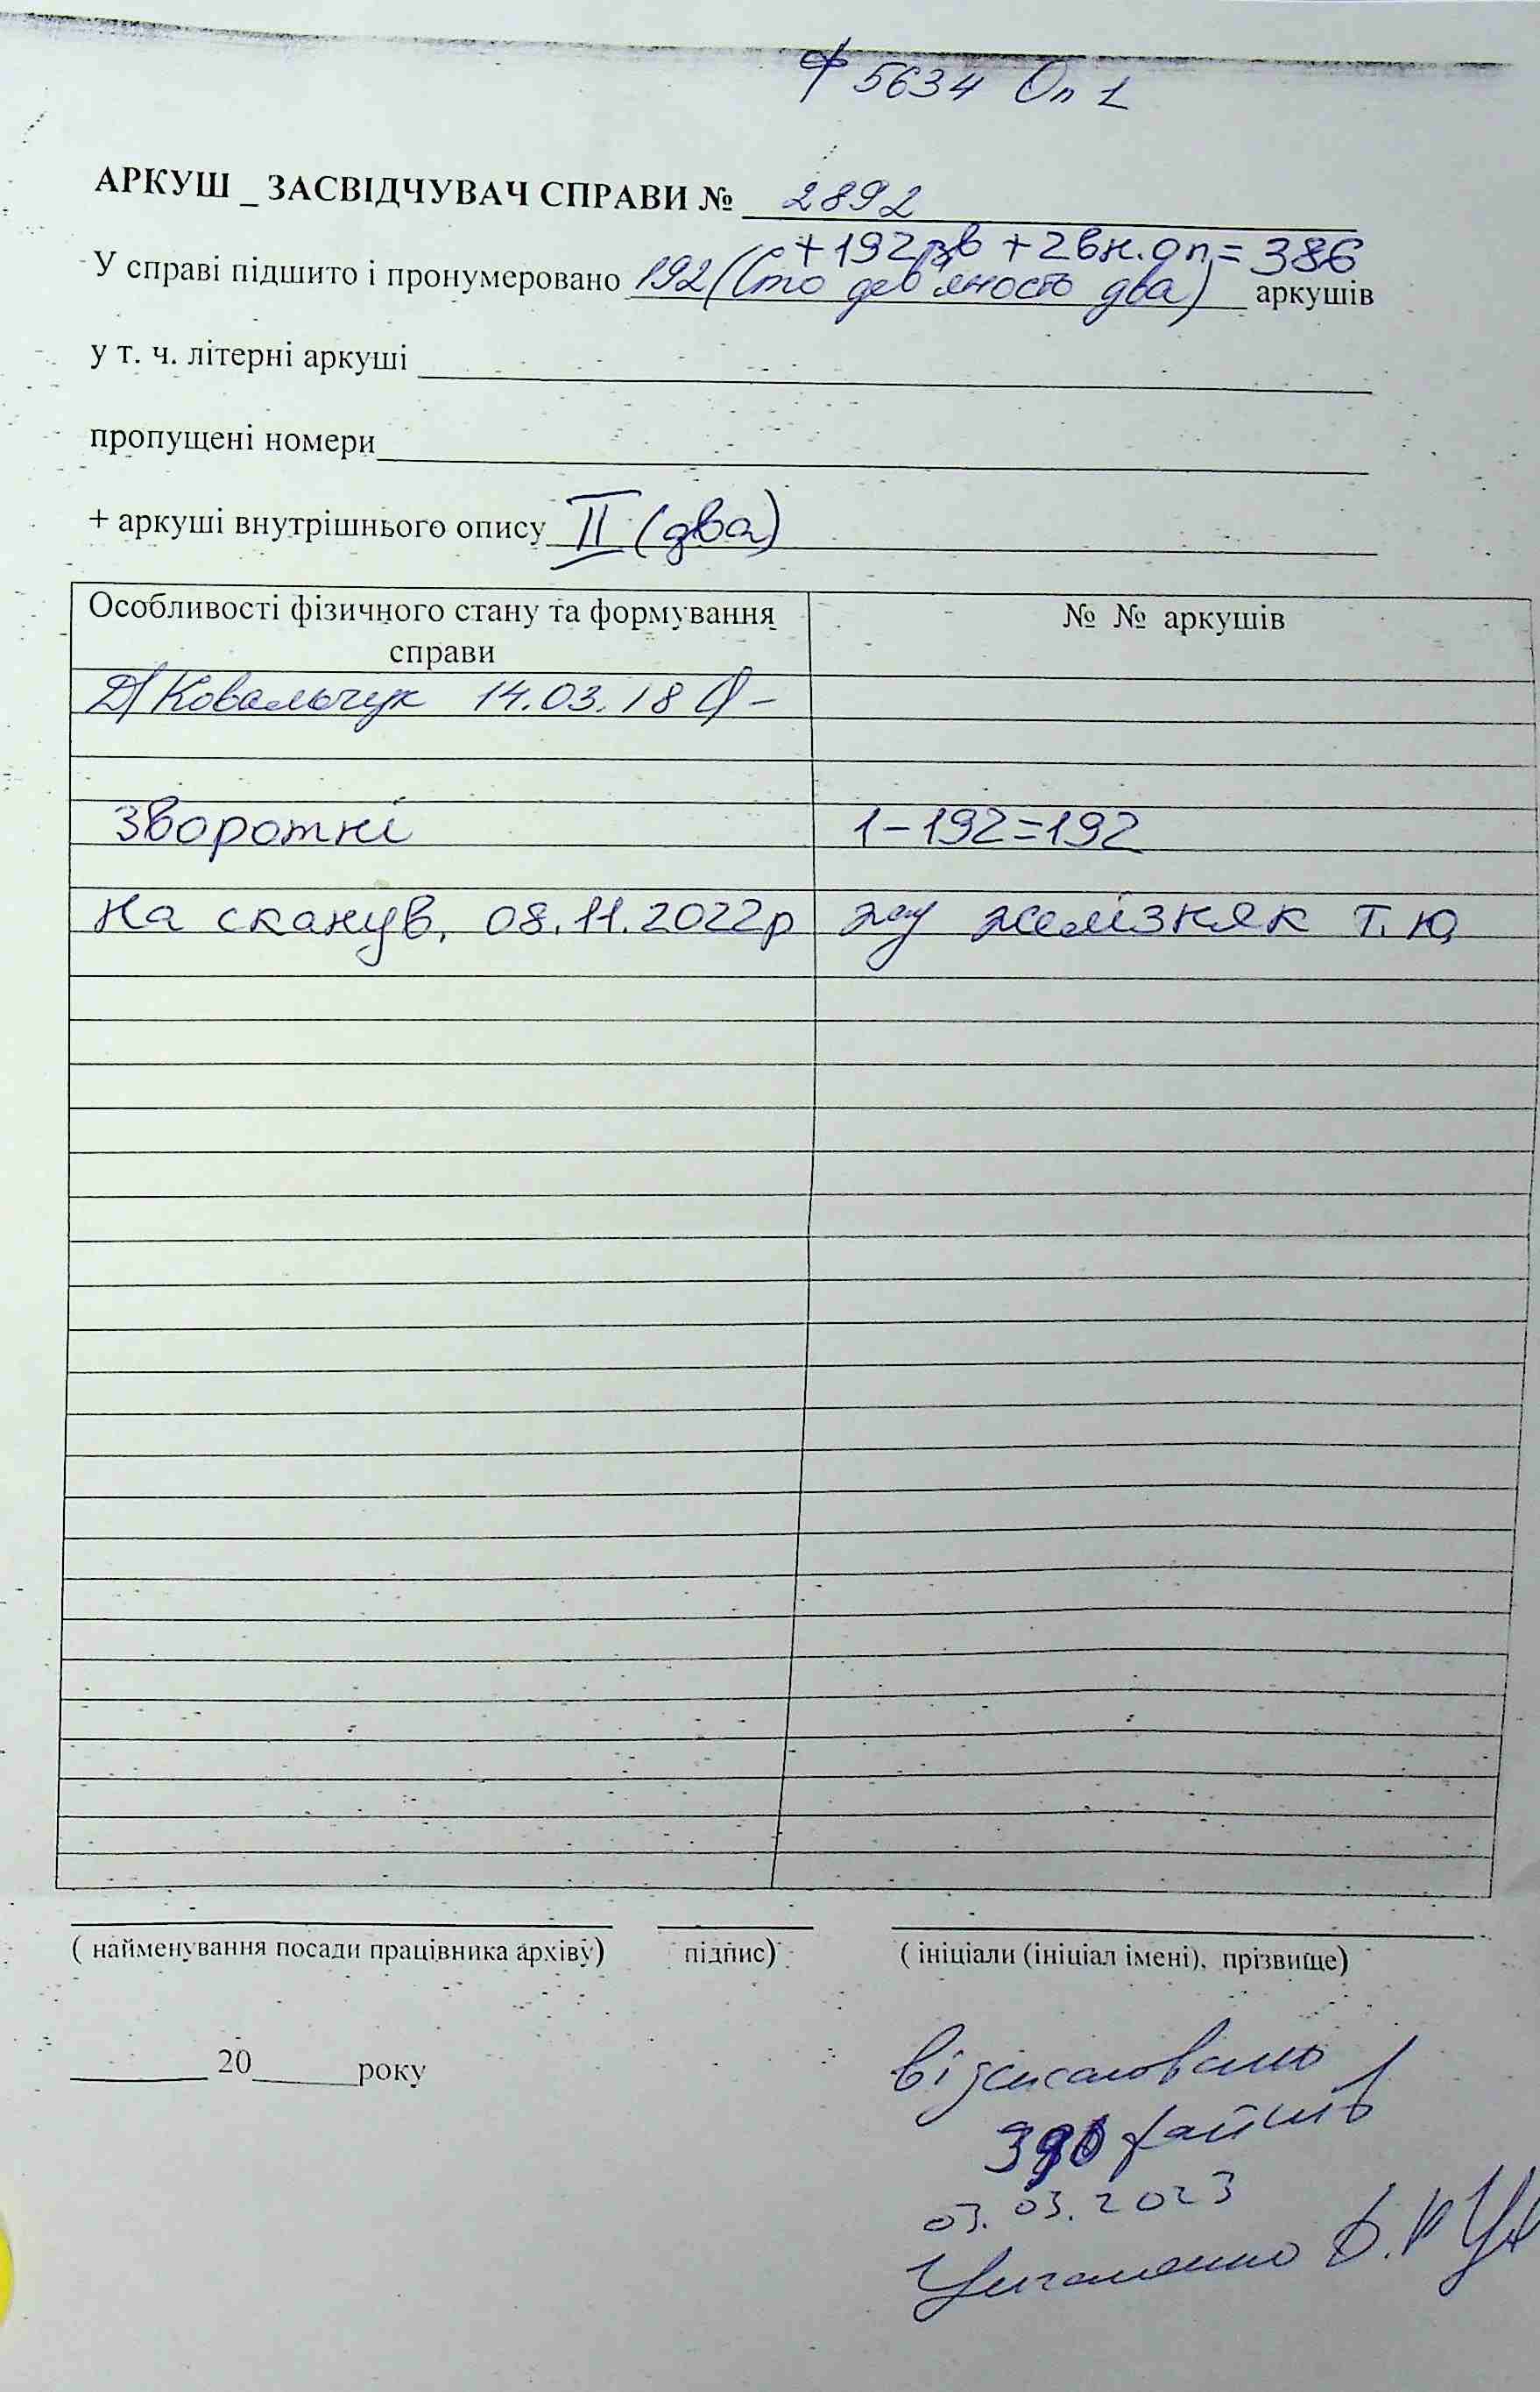 Ф 5634 Оп 1
АРКУШ _ ЗАСВІДЧУВАЧ СПРАВИ № 2892
+192зв +2вн.оп,=386
У справі підшито і пронумеровано 192(Сто дев'яносто два) аркушів
у т. ч. літерні аркуші
пропущені номери
+ аркуші внутрішнього опису II (два)
Особливості фізичного стану та формування справи
№ № аркушів
Ковальчук 14.03.18
Зворотні 1-192=192
на сканув, 08.11.2022р желізняк Т.Ю
( найменування посади працівника архіву) підпис) ( ініціали (ініціал імені), прізвище)
20 року
відскановано
файлів
03.03.2023